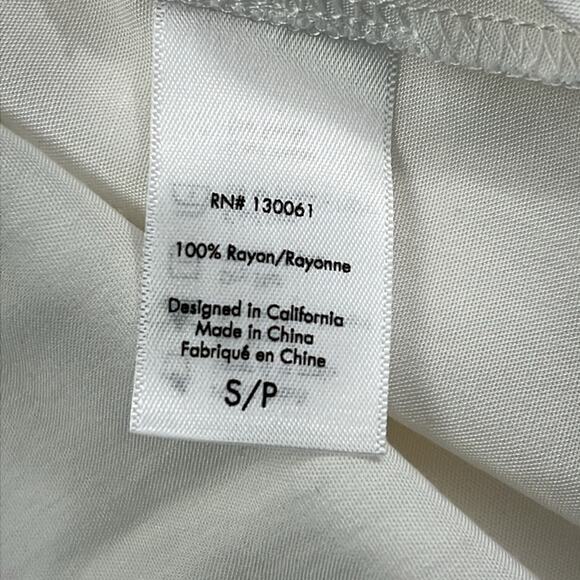 RN# 130061
100% Rayon/Rayonne
Designed in California
Made in China
Fabriqué en Chine
S/P